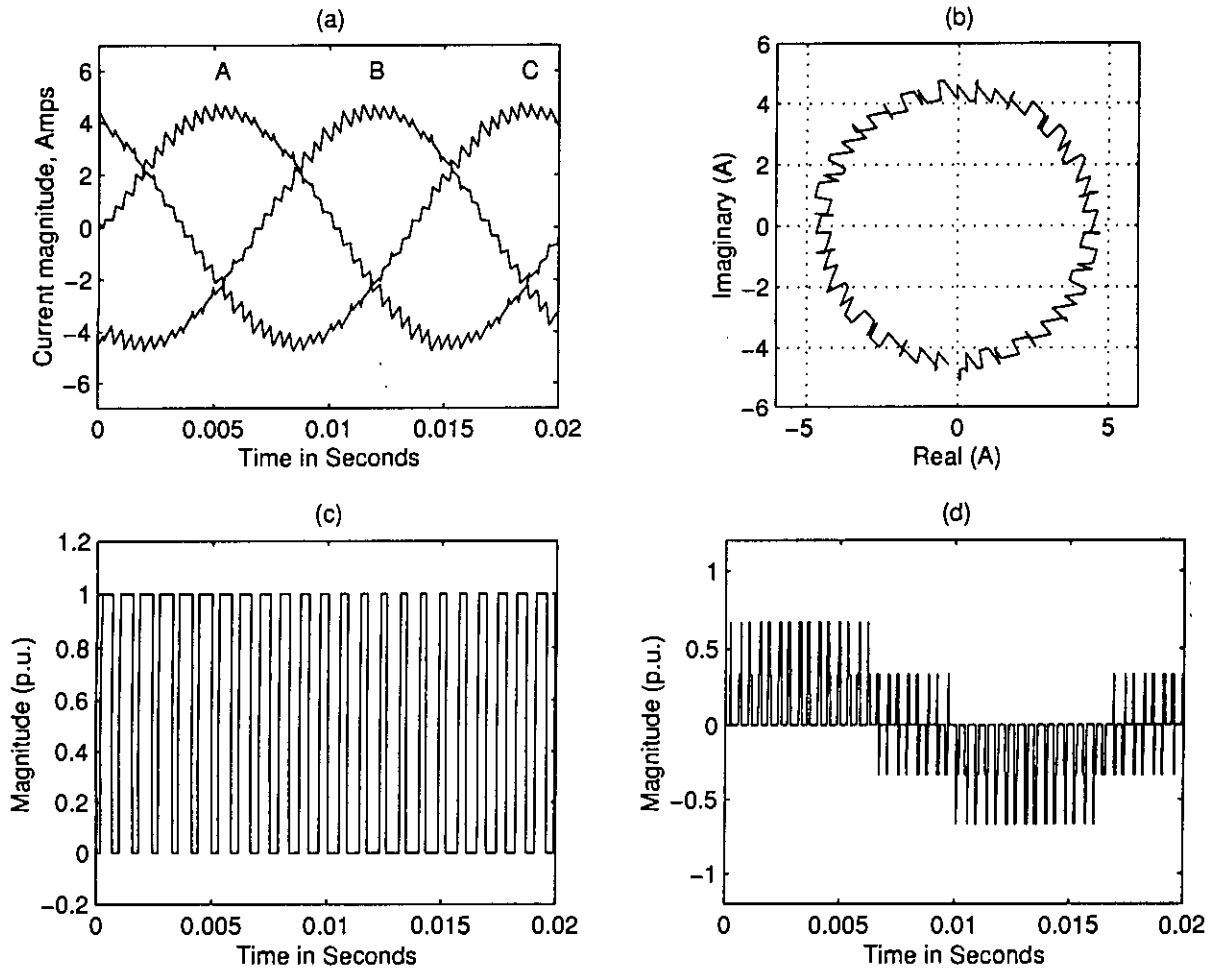 (a)
A B C
Current magnitude, Amps
6
4
2
0
−2
−4
−6
0 0.005 0.01 0.015 0.02
Time in Seconds
(b)
Imaginary (A)
6
4
2
0
−2
−4
−6
−5 0 5
Real (A)
(c)
Magnitude (p.u.)
1.2
1
0.8
0.6
0.4
0.2
0
−0.2
0 0.005 0.01 0.015 0.02
Time in Seconds
(d)
Magnitude (p.u.)
1
0.5
0
−0.5
−1
0 0.005 0.01 0.015 0.02
Time in Seconds